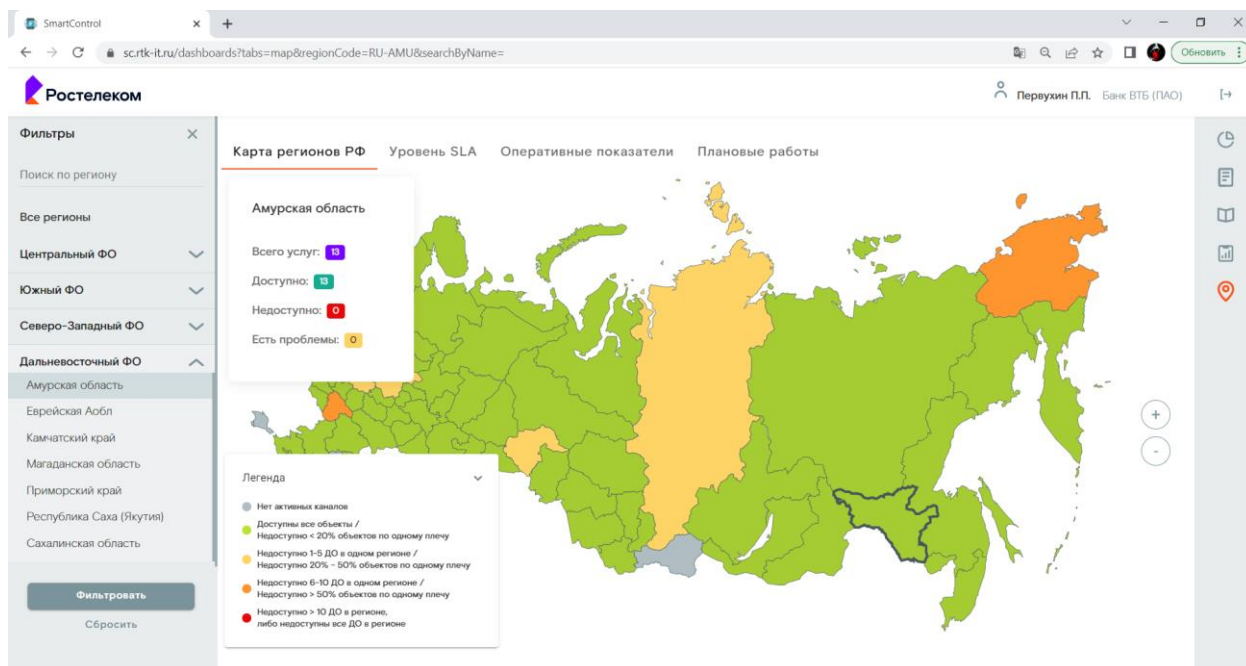 SmartControl
sc.rtk-it.ru/dashboards?tabs=map&regionCode=RU-AMU&searchByName=
Обновить
Ростелеком
Первухин П.П. Банк ВТБ (ПАО)
Фильтры
Поиск по региону
Все регионы
Центральный ФО
Южный ФО
Северо-Западный ФО
Дальневосточный ФО
Амурская область
Еврейская Аобл
Камчатский край
Магаданская область
Приморский край
Республика Саха (Якутия)
Сахалинская область
Фильтровать
Сбросить
Карта регионов РФ Уровень SLA Оперативные показатели Плановые работы
Амурская область
Всего услуг: 13
Доступно: 13
Недоступно: 0
Есть проблемы: 0
Легенда
Нет активных каналов
Доступны все объекты /
Недоступно < 20% объектов по одному плечу
Недоступно 1-5 ДО в одном регионе /
Недоступно 20% - 50% объектов по одному плечу
Недоступно 6-10 ДО в одном регионе /
Недоступно > 50% объектов по одному плечу
Недоступно > 10 ДО в регионе,
либо недоступны все ДО в регионе
+
-